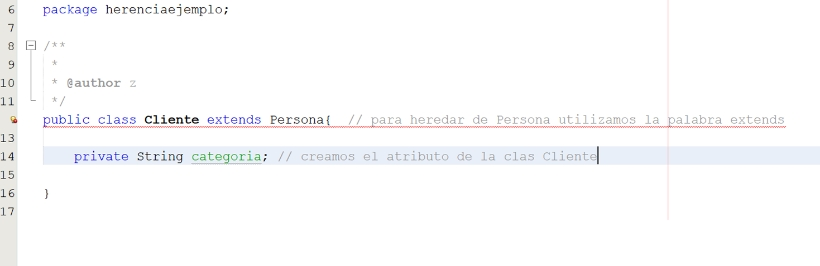 6 package herenciaejemplo;
7
8 /**
9 *
10 * @author z
11 */
public class Cliente extends Persona{ // para heredar de Persona utilizamos la palabra extends
13
14 private String categoria; // creamos el atributo de la clas Cliente
15
16 }
17